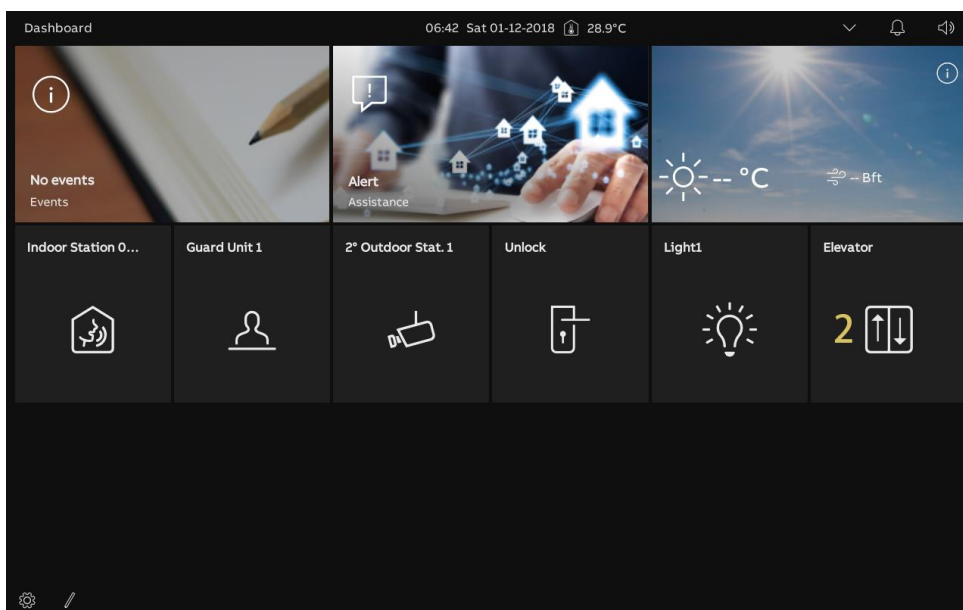 Dashboard
06:42 Sat 01-12-2018 28.9°C
No events
Events
Alert
Assistance
-- °C
-- Bft
Indoor Station 0...
Guard Unit 1
2° Outdoor Stat. 1
Unlock
Light1
Elevator
2